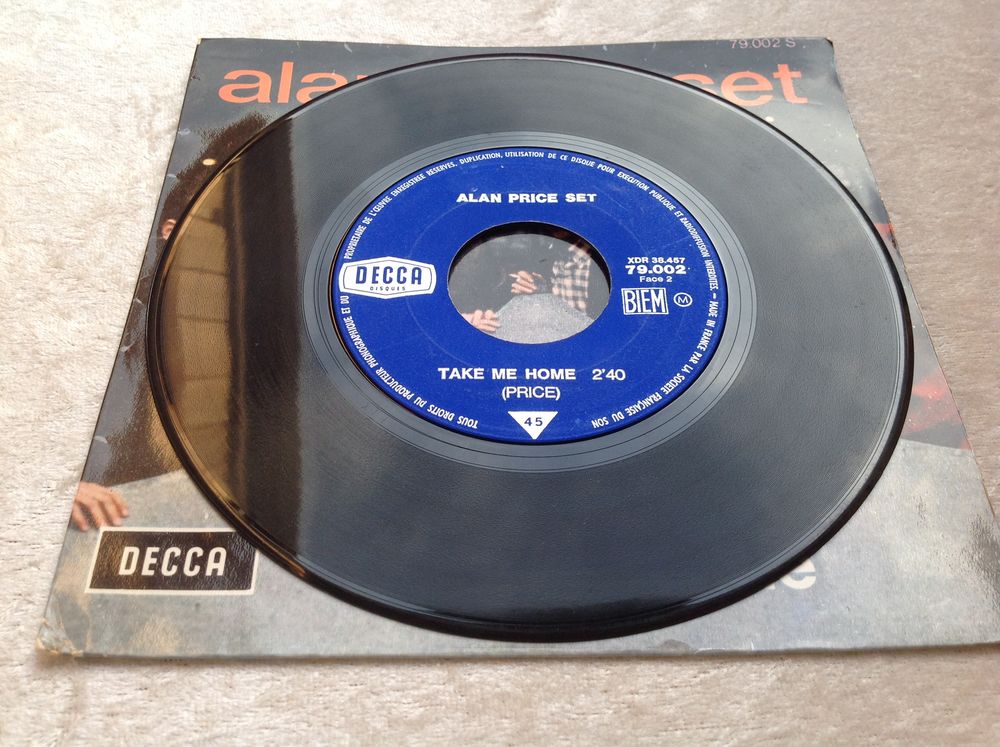 79.002 S
ala
set
TOUS DROITS DU PRODUCTEUR PHONOGRAPHIQUE ET DU PROPRIETAIRE DE L'ŒUVRE ENREGISTREE RESERVES. DUPLICATION, UTILISATION DE CE DISQUE POUR EXECUTION PUBLIQUE ET RADIODIFFUSION INTERDITES. - MADE IN FRANCE PAR LA SOCIETE FRANÇAISE DU SON
ALAN PRICE SET
DECCA
DISQUES
XDR 38.457
79.002
Face 2
BIEM M
TAKE ME HOME 2'40
(PRICE)
45
DECCA
e